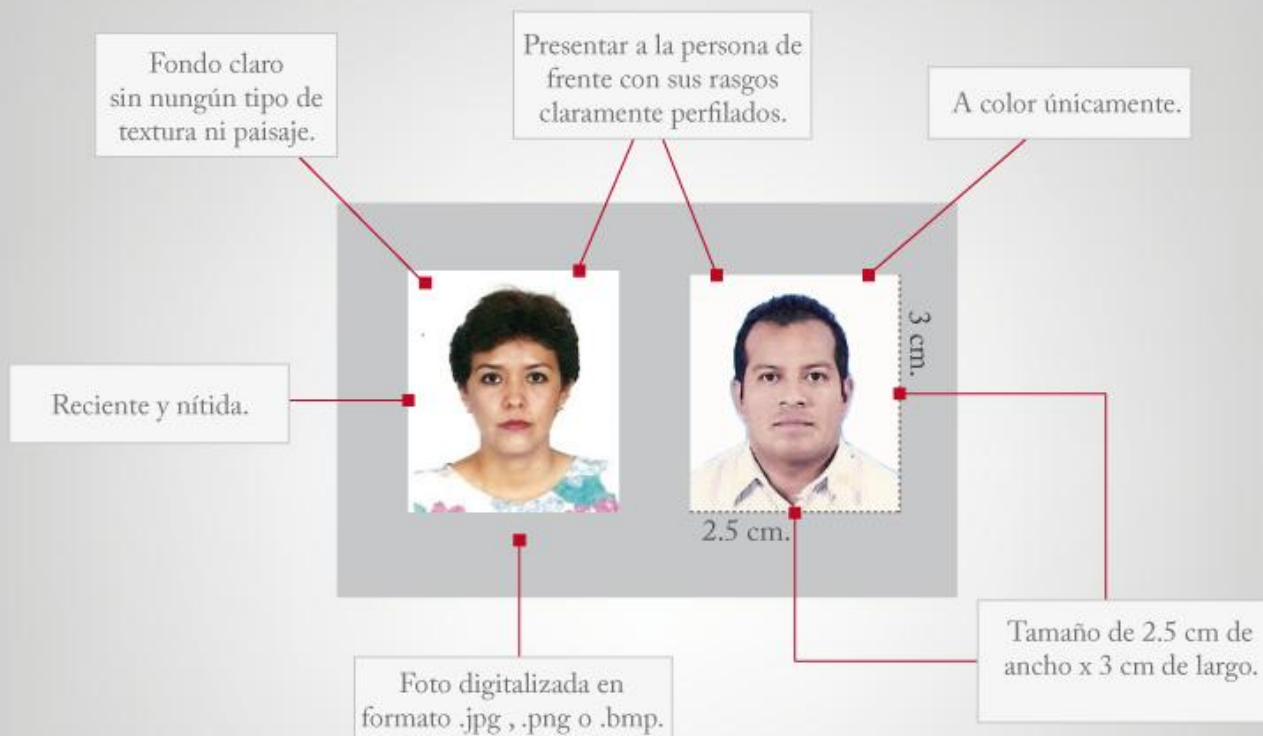 Fondo claro
sin nungún tipo de
textura ni paisaje.
Presentar a la persona de
frente con sus rasgos
claramente perfilados.
A color únicamente.
Reciente y nítida.
3 cm.
2.5 cm.
Foto digitalizada en
formato .jpg , .png o .bmp.
Tamaño de 2.5 cm de
ancho x 3 cm de largo.